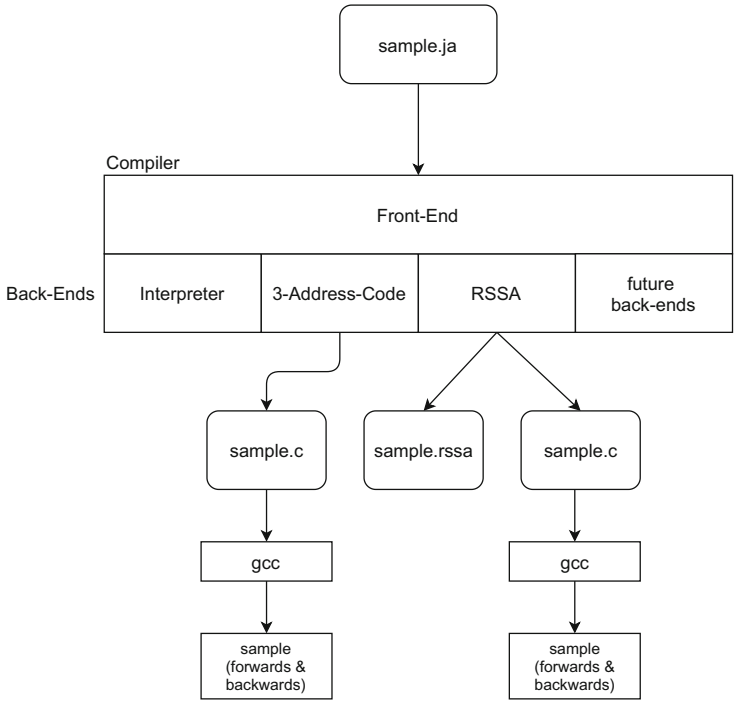 sample.ja
Compiler
Front-End
Back-Ends
Interpreter
3-Address-Code
RSSA
future
back-ends
sample.c
sample.rssa
sample.c
gcc
gcc
sample
(forwards &
backwards)
sample
(forwards &
backwards)